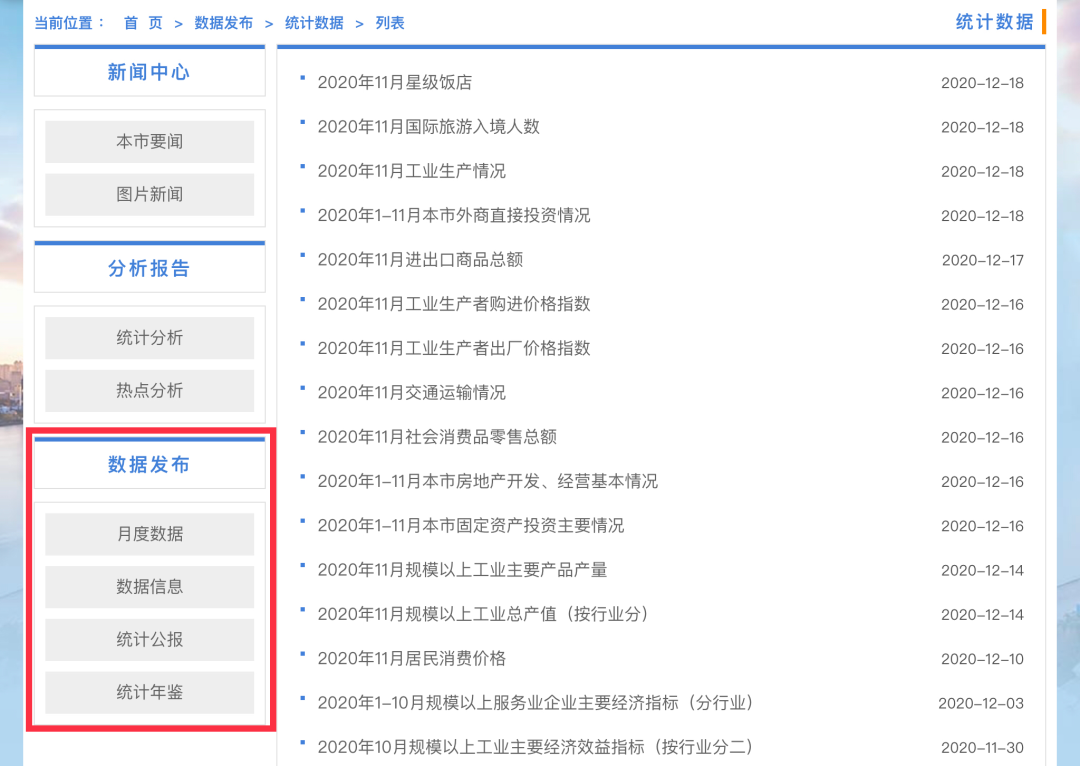 当前位置： 首 页 > 数据发布 > 统计数据 > 列表
统计数据
新闻中心
本市要闻
图片新闻
分析报告
统计分析
热点分析
数据发布
月度数据
数据信息
统计公报
统计年鉴
2020年11月星级饭店 2020-12-18
2020年11月国际旅游入境人数 2020-12-18
2020年11月工业生产情况 2020-12-18
2020年1-11月本市外商直接投资情况 2020-12-18
2020年11月进出口商品总额 2020-12-17
2020年11月工业生产者购进价格指数 2020-12-16
2020年11月工业生产者出厂价格指数 2020-12-16
2020年11月交通运输情况 2020-12-16
2020年11月社会消费品零售总额 2020-12-16
2020年1-11月本市房地产开发、经营基本情况 2020-12-16
2020年1-11月本市固定资产投资主要情况 2020-12-16
2020年11月规模以上工业主要产品产量 2020-12-14
2020年11月规模以上工业总产值（按行业分） 2020-12-14
2020年11月居民消费价格 2020-12-10
2020年1-10月规模以上服务业企业主要经济指标（分行业） 2020-12-03
2020年10月规模以上工业主要经济效益指标（按行业分二） 2020-11-30